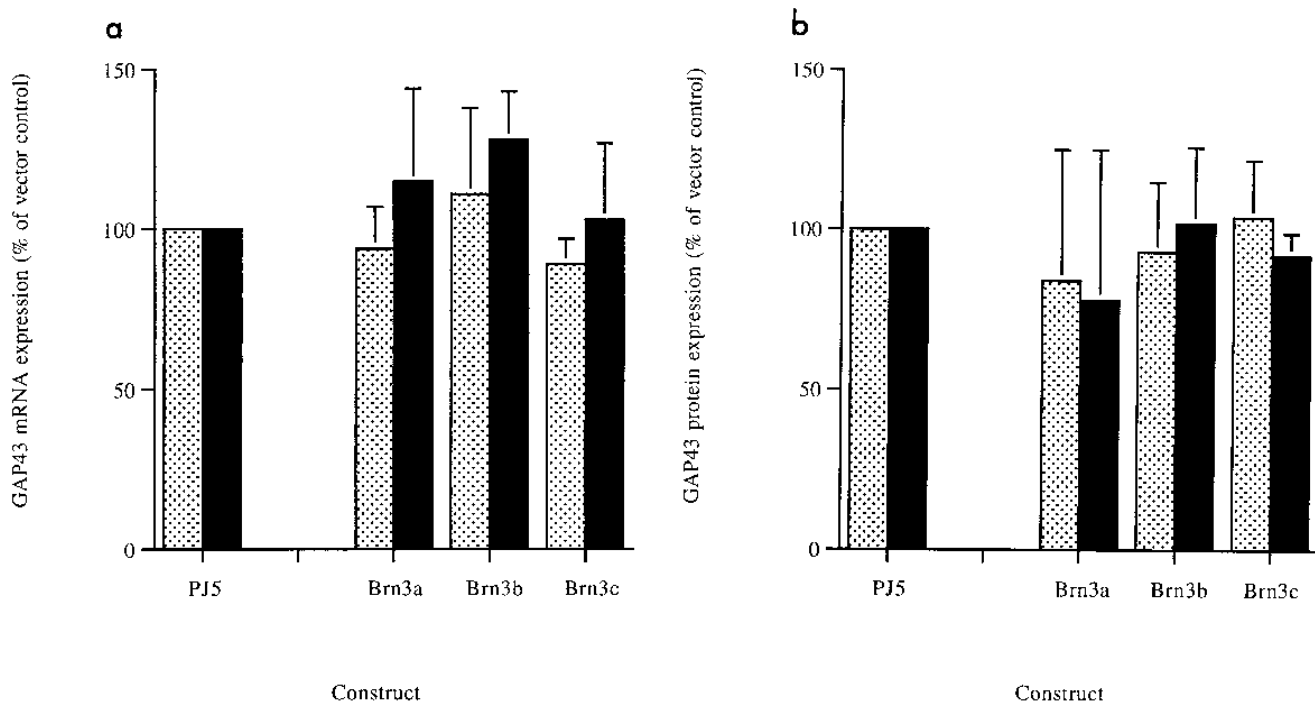 a
GAP43 mRNA expression (% of vector control)
150
100
50
0
PJ5 Brn3a Brn3b Brn3c
Construct
b
GAP43 protein expression (% of vector control)
150
100
50
0
PJ5 Brn3a Brn3b Brn3c
Construct